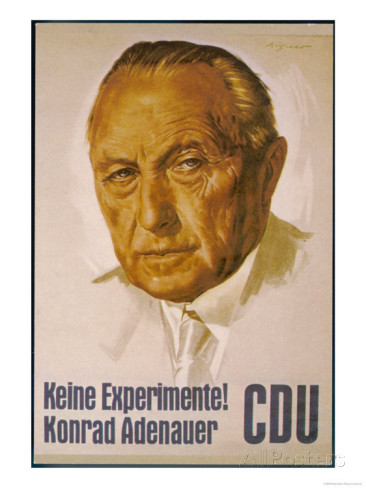 Keine Experimente!
Konrad Adenauer
CDU
AllPosters